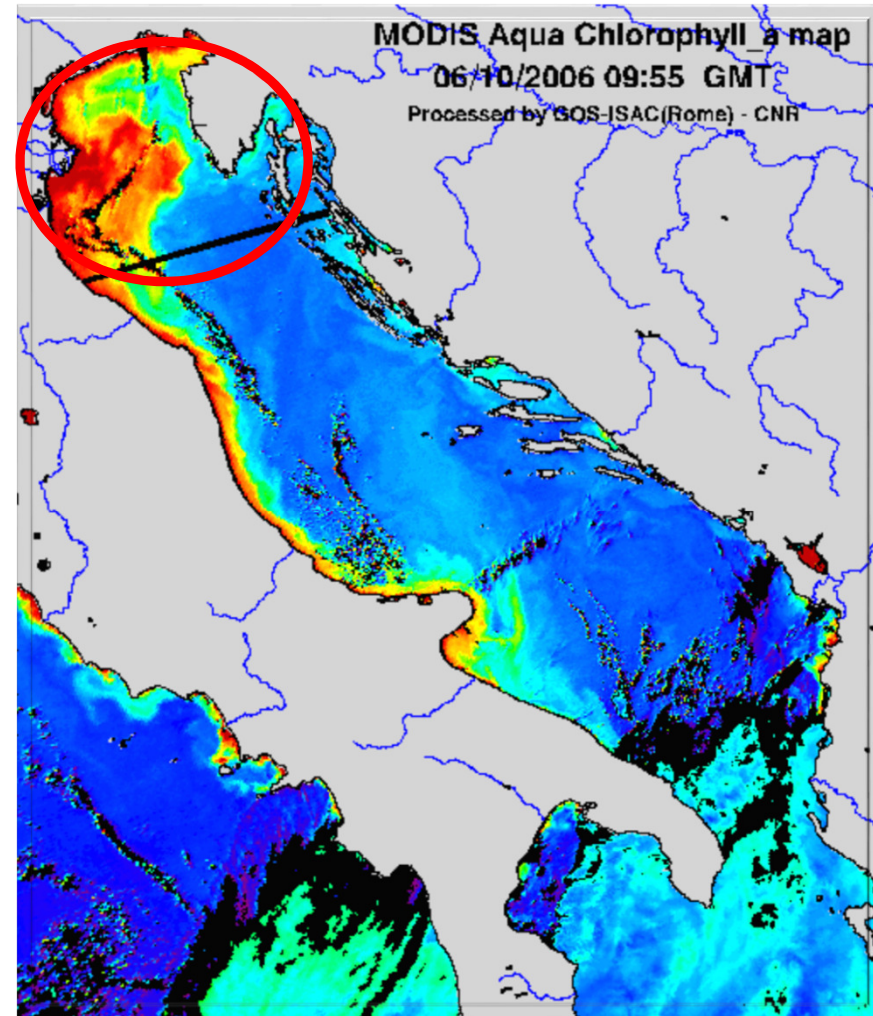 MODIS Aqua Chlorophyll_a map
06/10/2006 09:55 GMT
Processed by GOS-ISAC(Rome) - CNR